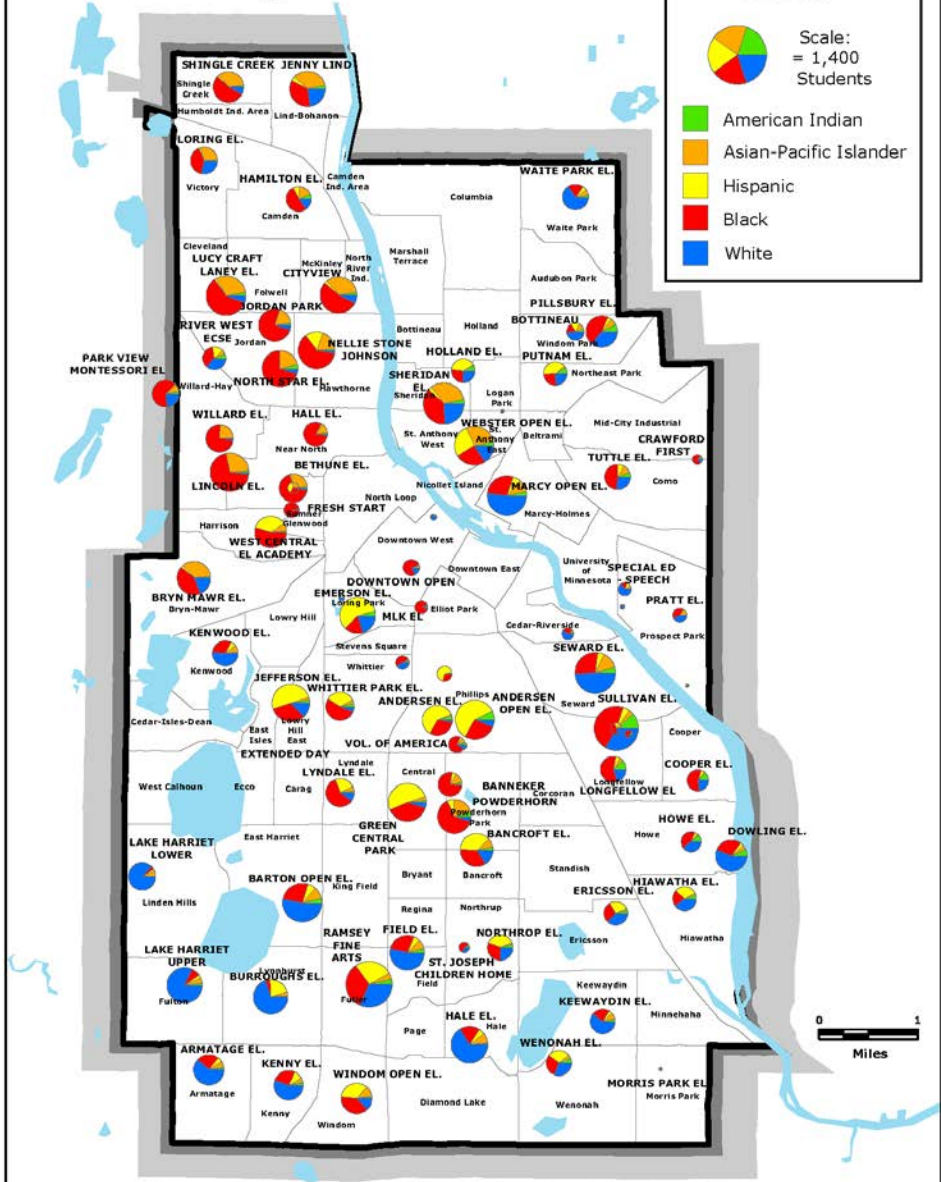 Scale:
= 1,400
Students
American Indian
Asian-Pacific Islander
Hispanic
Black
White
SHINGLE CREEK
JENNY LIND
Shingle
Creek
Humboldt Ind. Area
Lind-Bohanon
LORING EL.
Victory
HAMILTON EL.
Camden
Ind. Area
Camden
Columbia
WAITE PARK EL.
Waite Park
Cleveland
LUCY CRAFT
LANEY EL.
Folwell
McKinley
CITYVIEW
North
River
Ind.
Marshall
Terrace
Audubon Park
JORDAN PARK
PILLSBURY EL.
RIVER WEST
ECSE
Jordan
Bottineau
Holland
BOTTINEAU
Windom Park
NELLIE STONE
JOHNSON
HOLLAND EL.
PUTNAM EL.
PARK VIEW
MONTESSORI EL
Willard-Hay
NORTH STAR EL.
Hawthorne
SHERIDAN
EL.
Sheridan
Northeast Park
Logan
Park
WILLARD EL.
HALL EL.
Near North
St. Anthony
West
WEBSTER OPEN EL.
St.
Anthony
East
Beltrami
Mid-City Industrial
CRAWFORD
FIRST
BETHUNE EL.
TUTTLE EL.
Como
LINCOLN EL.
Nicollet Island
MARCY OPEN EL.
Marcy-Holmes
North Loop
FRESH START
Sumner
Glenwood
Harrison
WEST CENTRAL
EL ACADEMY
Downtown West
DOWNTOWN OPEN
Downtown East
University
of
Minnesota
SPECIAL ED
- SPEECH
BRYN MAWR EL.
Bryn-Mawr
EMERSON EL.
Loring Park
MLK EL
Elliot Park
PRATT EL.
Prospect Park
Lowry Hill
Cedar-Riverside
KENWOOD EL.
Kenwood
Stevens Square
Whittier
SEWARD EL.
Seward
JEFFERSON EL.
WHITTIER PARK EL.
ANDERSEN EL.
Phillips
ANDERSEN
OPEN EL.
SULLIVAN EL.
Cedar-Isles-Dean
East
Isles
Lowry
Hill
East
Cooper
EXTENDED DAY
VOL. OF AMERICA
Lyndale
LYNDALE EL.
West Calhoun
Ecco
Carag
Central
BANNEKER
Corcoran
Longfellow
LONGFELLOW EL
COOPER EL.
POWDERHORN
Powderhorn
Park
GREEN
CENTRAL
PARK
BANCROFT EL.
Bancroft
Howe
HOWE EL.
DOWLING EL.
East Harriet
LAKE HARRIET
LOWER
Linden Hills
BARTON OPEN EL.
King Field
Bryant
Standish
HIAWATHA EL.
ERICSSON EL.
Regina
Northrup
RAMSEY
FINE
ARTS
FIELD EL.
NORTHROP EL.
Ericsson
Hiawatha
LAKE HARRIET
UPPER
Fulton
Lynnhurst
BURROUGHS EL.
Fuller
ST. JOSEPH
CHILDREN HOME
Field
Keewaydin
KEEWAYDIN EL.
Minnehaha
HALE EL.
Hale
Page
WENONAH EL.
0 1
Miles
ARMATAGE EL.
Armatage
KENNY EL.
Kenny
WINDOM OPEN EL.
Windom
Diamond Lake
Wenonah
MORRIS PARK EL
Morris Park